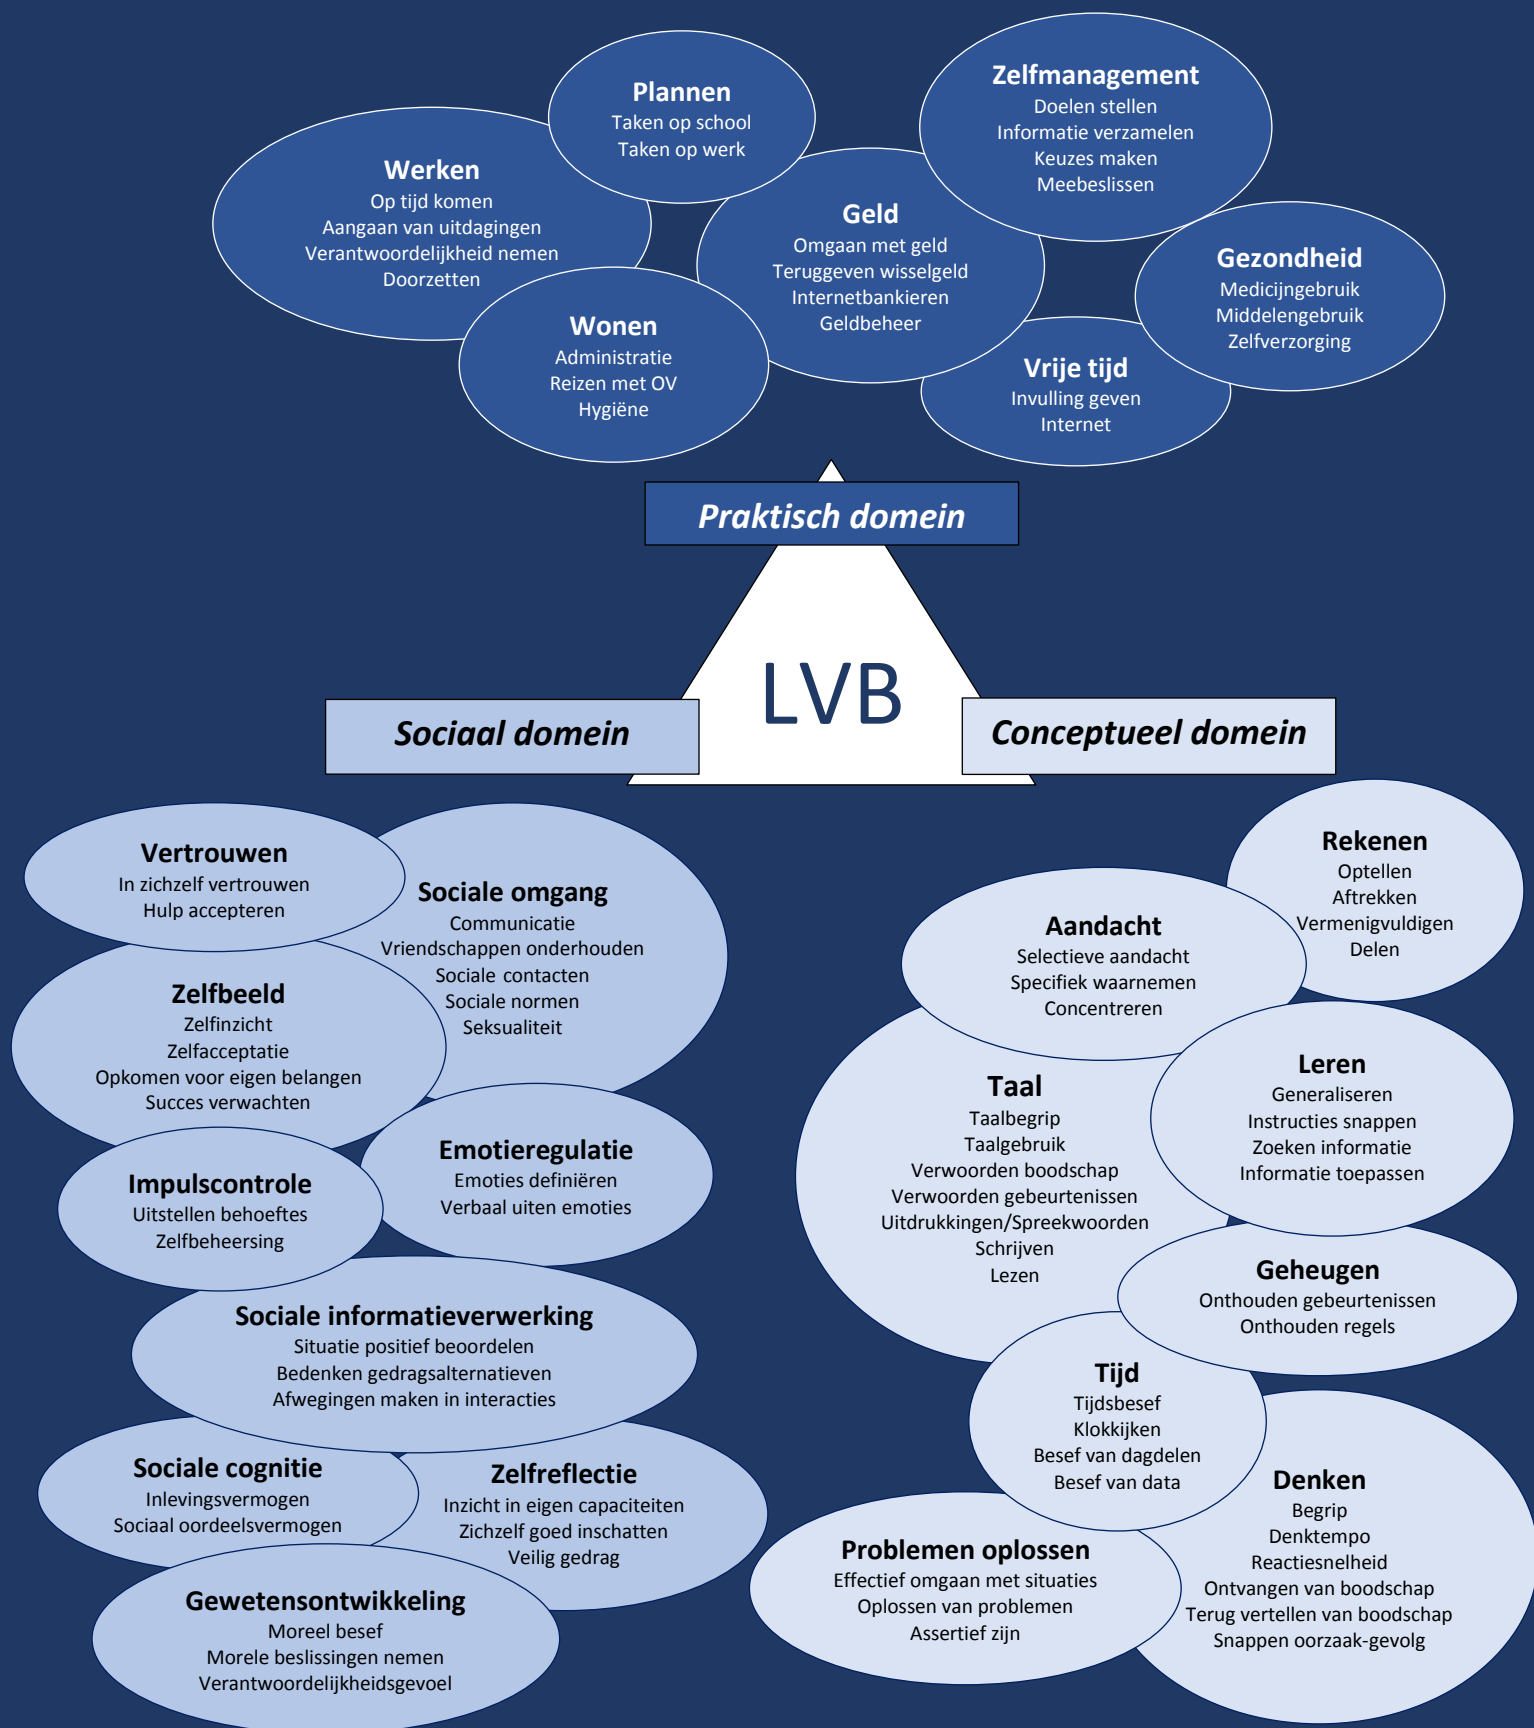 Plannen
Taken op school
Taken op werk
Zelfmanagement
Doelen stellen
Informatie verzamelen
Keuzes maken
Meebeslissen
Werken
Op tijd komen
Aangaan van uitdagingen
Verantwoordelijkheid nemen
Doorzetten
Geld
Omgaan met geld
Teruggeven wisselgeld
Internetbankieren
Geldbeheer
Gezondheid
Medicijngebruik
Middelengebruik
Zelfverzorging
Wonen
Administratie
Reizen met OV
Hygiëne
Vrije tijd
Invulling geven
Internet
Praktisch domein
LVB
Sociaal domein
Conceptueel domein
Vertrouwen
In zichzelf vertrouwen
Hulp accepteren
Sociale omgang
Communicatie
Vriendschappen onderhouden
Sociale contacten
Sociale normen
Seksualiteit
Zelfbeeld
Zelfinzicht
Zelfacceptatie
Opkomen voor eigen belangen
Succes verwachten
Emotieregulatie
Emoties definiëren
Verbaal uiten emoties
Impulscontrole
Uitstellen behoeftes
Zelfbeheersing
Sociale informatieverwerking
Situatie positief beoordelen
Bedenken gedragsalternatieven
Afwegingen maken in interacties
Sociale cognitie
Inlevingsvermogen
Sociaal oordeelsvermogen
Zelfreflectie
Inzicht in eigen capaciteiten
Zichzelf goed inschatten
Veilig gedrag
Gewetensontwikkeling
Moreel besef
Morele beslissingen nemen
Verantwoordelijkheidsgevoel
Rekenen
Optellen
Aftrekken
Vermenigvuldigen
Delen
Aandacht
Selectieve aandacht
Specifiek waarnemen
Concentreren
Leren
Generaliseren
Instructies snappen
Zoeken informatie
Informatie toepassen
Taal
Taalbegrip
Taalgebruik
Verwoorden boodschap
Verwoorden gebeurtenissen
Uitdrukkingen/Spreekwoorden
Schrijven
Lezen
Geheugen
Onthouden gebeurtenissen
Onthouden regels
Tijd
Tijdsbesef
Klokkijken
Besef van dagdelen
Besef van data
Denken
Begrip
Denktempo
Reactiesnelheid
Ontvangen van boodschap
Terug vertellen van boodschap
Snappen oorzaak-gevolg
Problemen oplossen
Effectief omgaan met situaties
Oplossen van problemen
Assertief zijn